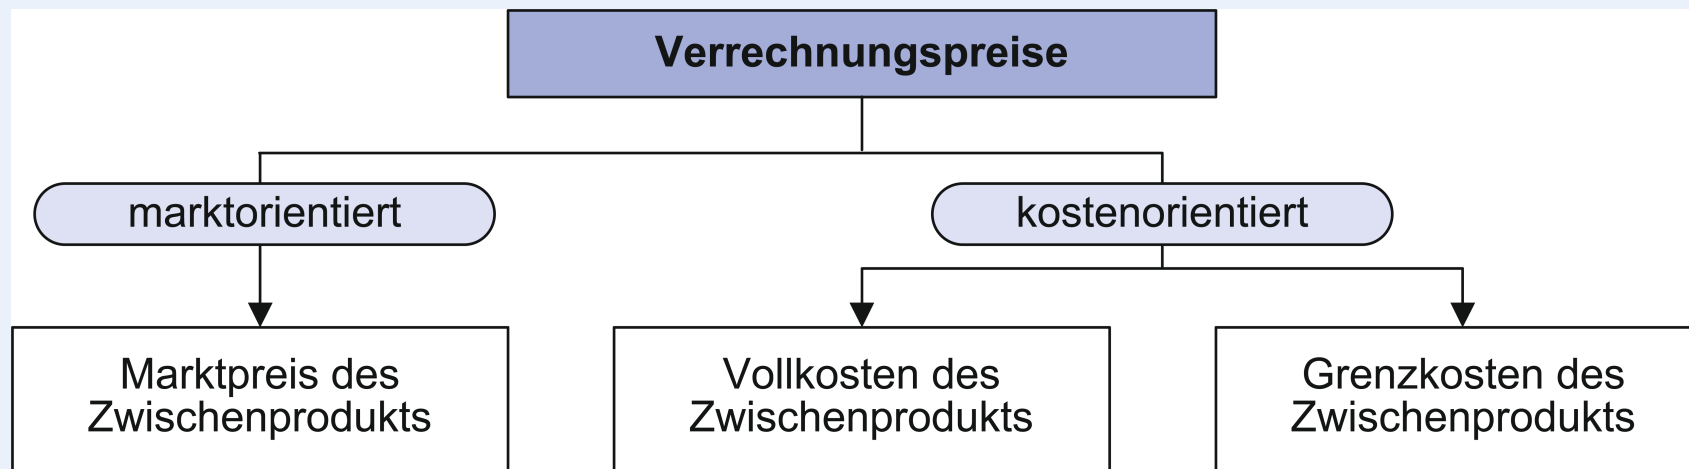 Verrechnungspreise
marktorientiert
kostenorientiert
Marktpreis des
Zwischenprodukts
Vollkosten des
Zwischenprodukts
Grenzkosten des
Zwischenprodukts